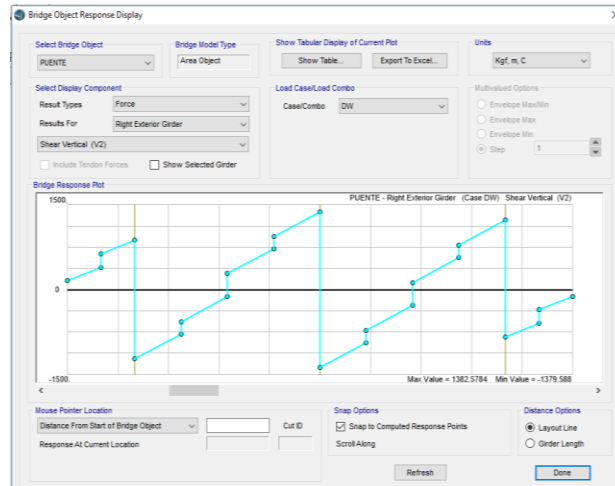 Bridge Object Response Display
Select Bridge Object
PUENTE
Bridge Model Type
Area Object
Show Tabular Display of Current Plot
Show Table...
Export To Excel...
Units
Kgf, m, C
Select Display Component
Result Types
Force
Results For
Right Exterior Girder
Shear Vertical (V2)
Include Tendon Forces
Show Selected Girder
Load Case/Load Combo
Case/Combo
DW
Multivalued Options
Envelope Max/Min
Envelope Max
Envelope Min
Step
1
Bridge Response Plot
1500
PUENTE - Right Exterior Girder (Case DW) Shear Vertical (V2)
0
-1500
Max Value = 1382.5784 Min Value = -1379.588
Mouse Pointer Location
Distance From Start of Bridge Object
Cut ID
Response At Current Location
Snap Options
Snap to Computed Response Points
Scroll Along
Distance Options
Layout Line
Girder Length
Refresh
Done